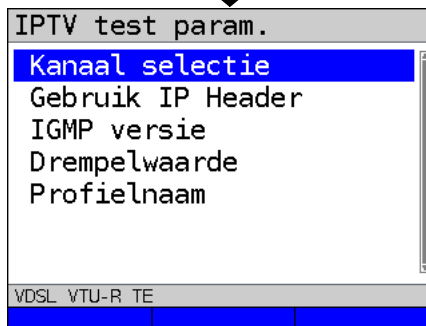 IPTV test param.
Kanaal selectie
Gebruik IP Header
IGMP versie
Drempelwaarde
Profielnaam
VDSL VTU-R TE